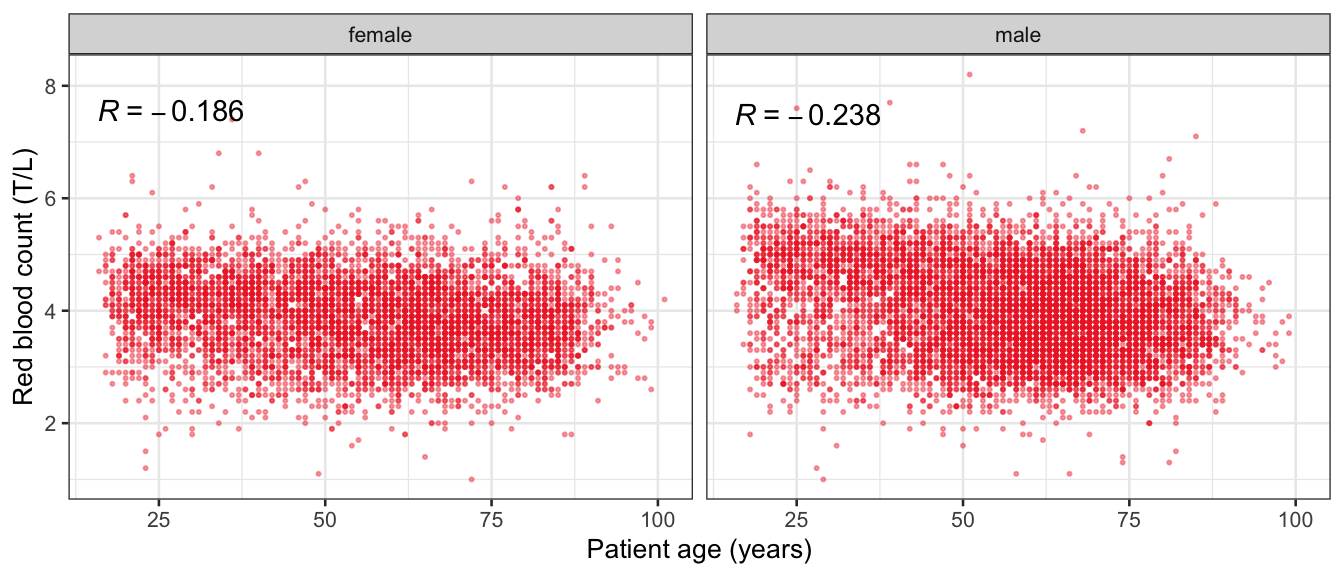 female
male
R = −0.186
R = −0.238
8
6
4
2
Red blood count (T/L)
25 50 75 100
25 50 75 100
Patient age (years)